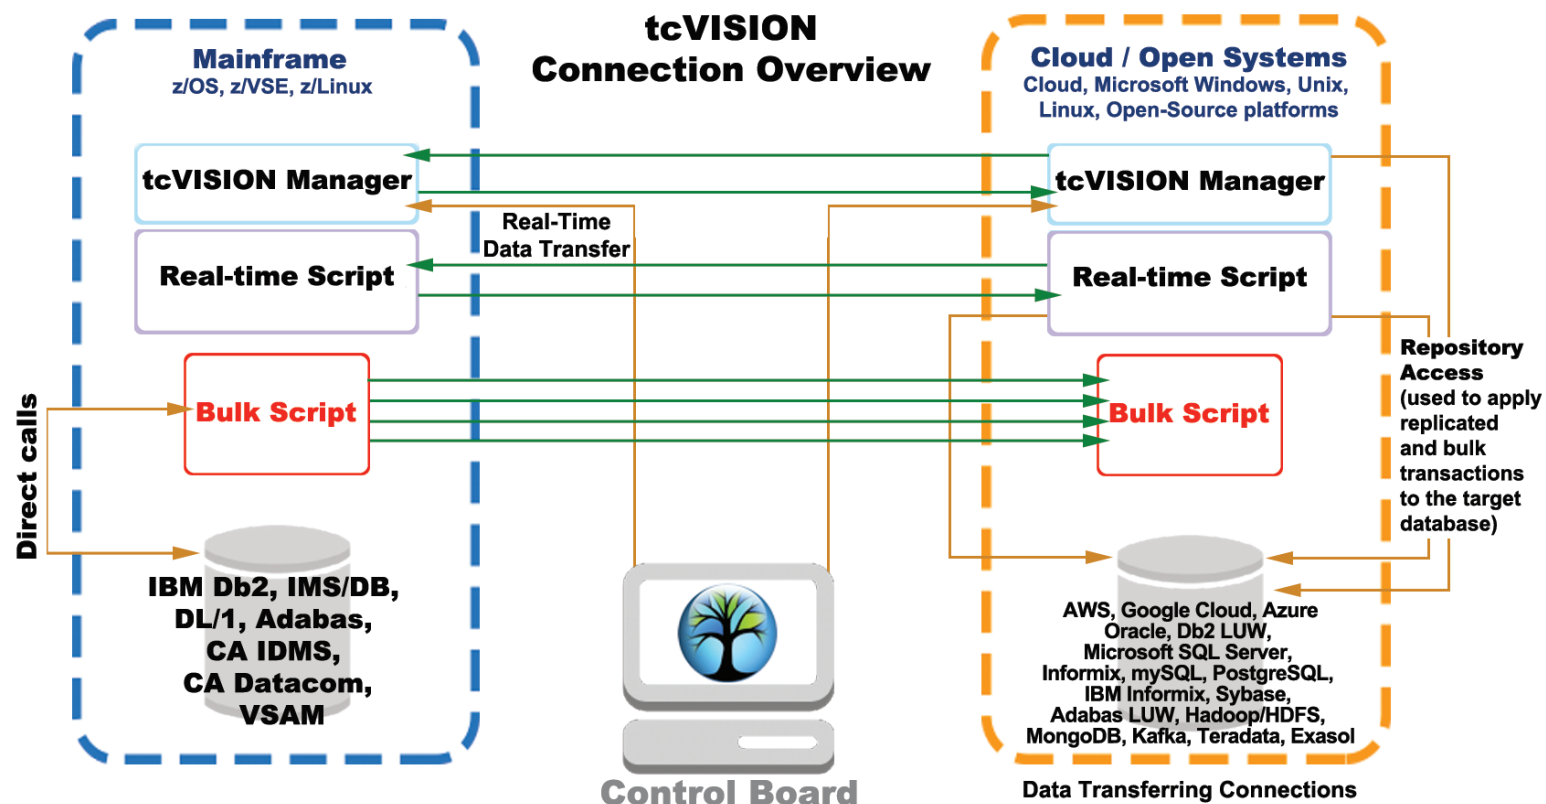 tcVISION
Connection Overview
Mainframe
z/OS, z/VSE, z/Linux
tcVISION Manager
Real-time Script
Bulk Script
Direct calls
IBM Db2, IMS/DB,
DL/1, Adabas,
CA IDMS,
CA Datacom,
VSAM
Real-Time
Data Transfer
Control Board
Cloud / Open Systems
Cloud, Microsoft Windows, Unix,
Linux, Open-Source platforms
tcVISION Manager
Real-time Script
Bulk Script
Repository
Access
(used to apply
replicated
and bulk
transactions
to the target
database)
AWS, Google Cloud, Azure
Oracle, Db2 LUW,
Microsoft SQL Server,
Informix, mySQL, PostgreSQL,
IBM Informix, Sybase,
Adabas LUW, Hadoop/HDFS,
MongoDB, Kafka, Teradata, Exasol
Data Transferring Connections